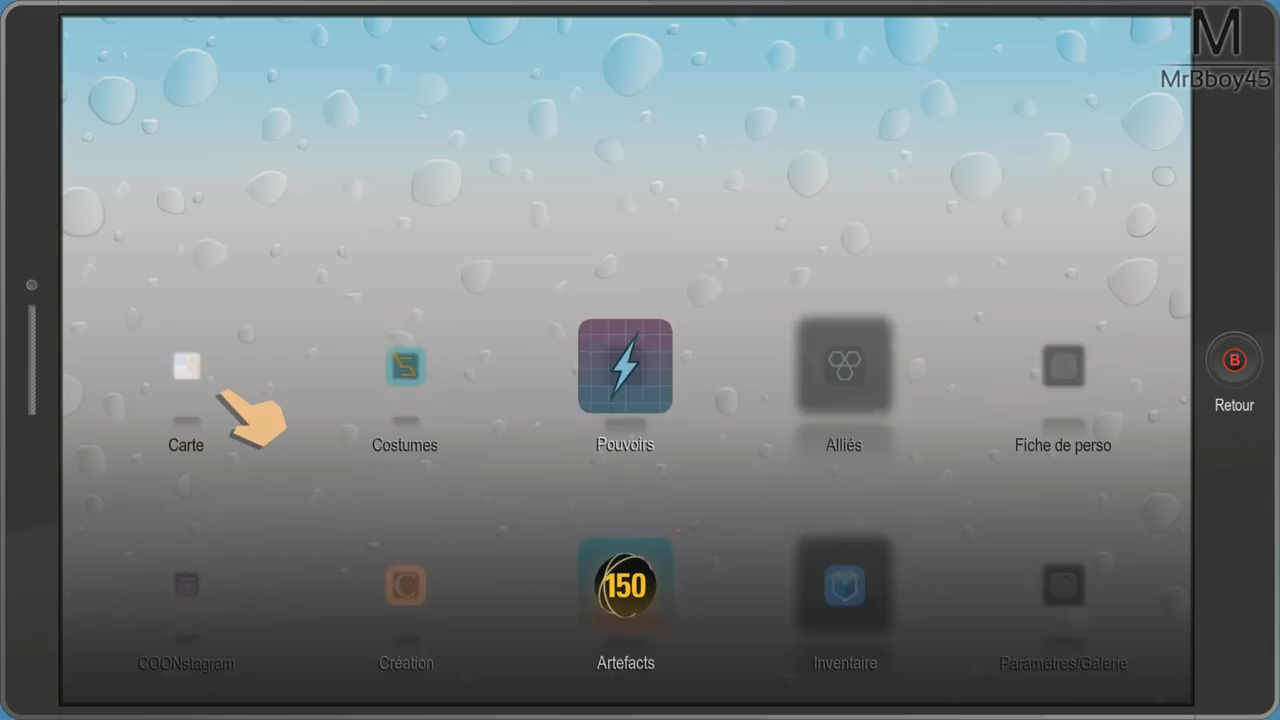 M
MrBboy45
B
Retour
Carte
Costumes
Pouvoirs
Alliés
Fiche de perso
150
COONstagram
Création
Artefacts
Inventaire
Paramètres/Galerie